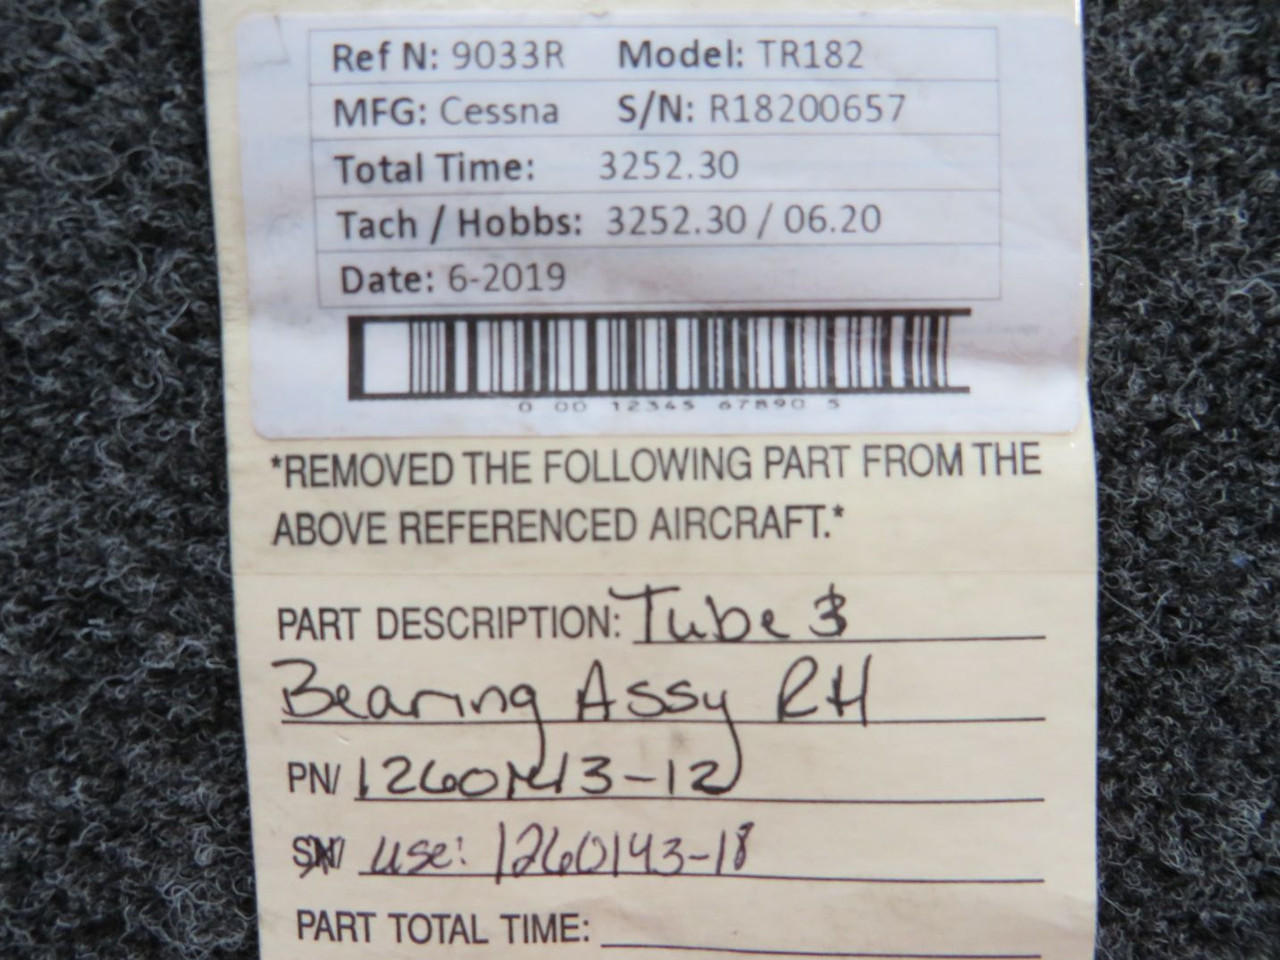 Ref N: 9033R Model: TR182
MFG: Cessna S/N: R18200657
Total Time: 3252.30
Tach / Hobbs: 3252.30 / 06.20
Date: 6-2019
0 00 12345 67890 5
*REMOVED THE FOLLOWING PART FROM THE
ABOVE REFERENCED AIRCRAFT.*
PART DESCRIPTION: Tube &
Bearing Assy RH
PN/ 1260143-12
SN/ use: 1260143-18
PART TOTAL TIME: